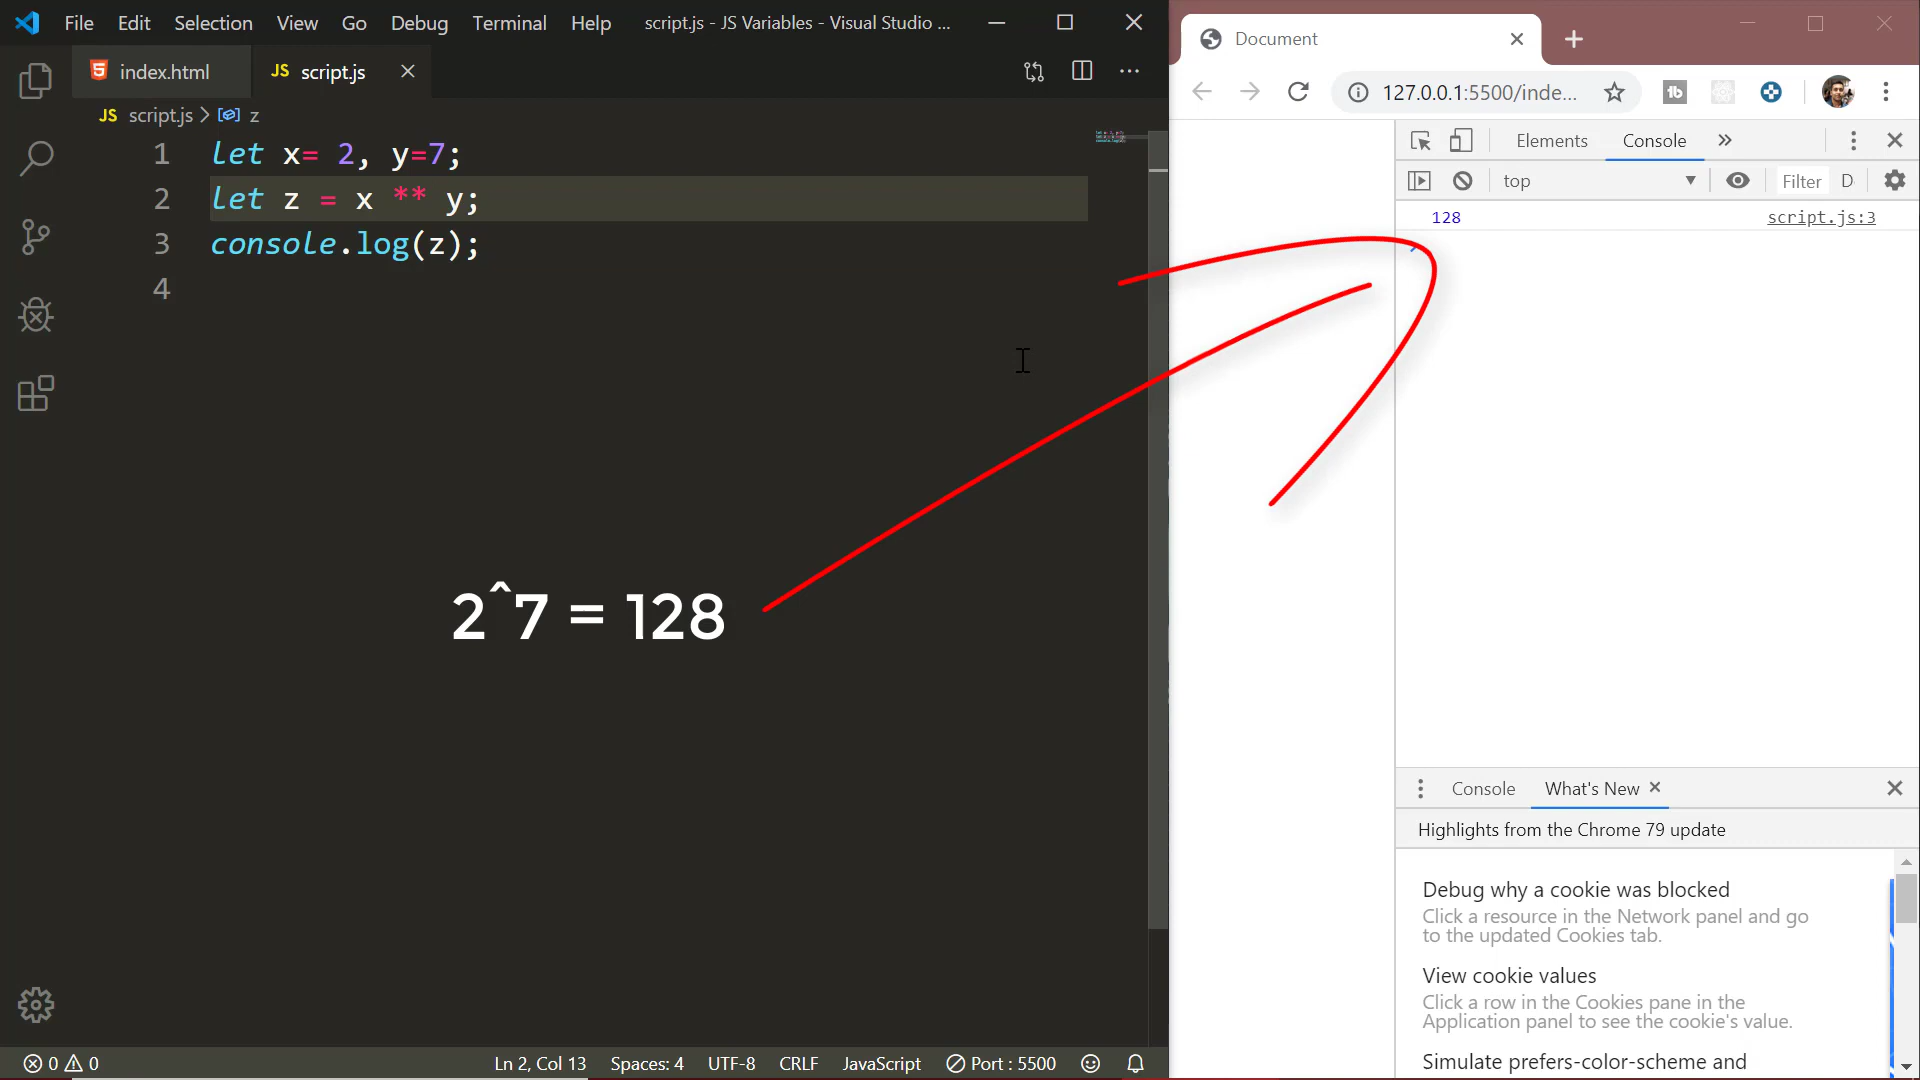 File Edit Selection View Go Debug Terminal Help script.js - JS Variables - Visual Studio ...
index.html
JS script.js
JS script.js > z
1 let x= 2, y=7;
2 let z = x ** y;
3 console.log(z);
4
2^7 = 128
0 0 Ln 2, Col 13 Spaces: 4 UTF-8 CRLF JavaScript Port : 5500
Document
127.0.0.1:5500/inde...
Elements Console
top Filter D
128 script.js:3
Console What's New
Highlights from the Chrome 79 update
Debug why a cookie was blocked
Click a resource in the Network panel and go
to the updated Cookies tab.
View cookie values
Click a row in the Cookies pane in the
Application panel to see the cookie's value.
Simulate prefers-color-scheme and